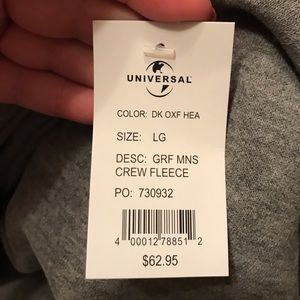 UNIVERSAL
COLOR: DK OXF HEA
SIZE: LG
DESC: GRF MNS
CREW FLEECE
PO: 730932
4 00012 78851 2
$62.95